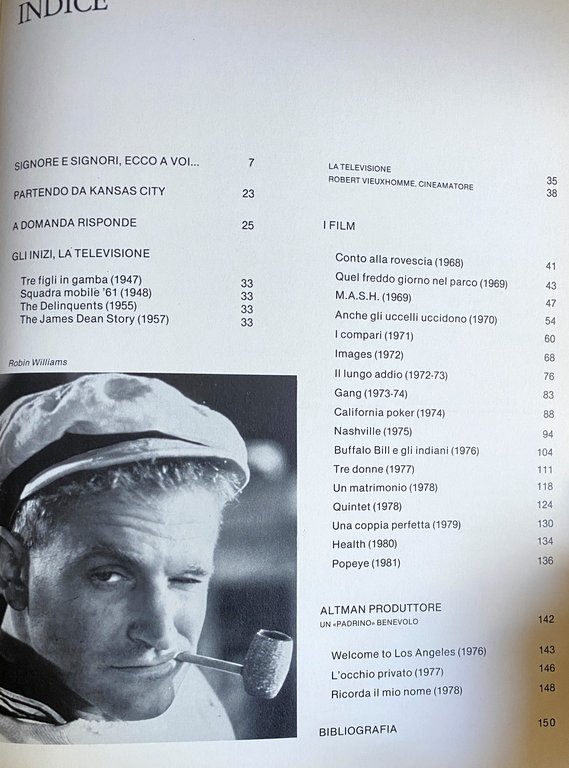 INDICE
SIGNORE E SIGNORI, ECCO A VOI... 7
PARTENDO DA KANSAS CITY 23
A DOMANDA RISPONDE 25
GLI INIZI, LA TELEVISIONE
Tre figli in gamba (1947) 33
Squadra mobile '61 (1948) 33
The Delinquents (1955) 33
The James Dean Story (1957) 33
Robin Williams
LA TELEVISIONE 35
ROBERT VIEUXHOMME, CINEAMATORE 38
I FILM
Conto alla rovescia (1968) 41
Quel freddo giorno nel parco (1969) 43
M.A.S.H. (1969) 47
Anche gli uccelli uccidono (1970) 54
I compari (1971) 60
Images (1972) 68
Il lungo addio (1972-73) 76
Gang (1973-74) 83
California poker (1974) 88
Nashville (1975) 94
Buffalo Bill e gli indiani (1976) 104
Tre donne (1977) 111
Un matrimonio (1978) 118
Quintet (1978) 124
Una coppia perfetta (1979) 130
Health (1980) 134
Popeye (1981) 136
ALTMAN PRODUTTORE
UN «PADRINO» BENEVOLO 142
Welcome to Los Angeles (1976) 143
L'occhio privato (1977) 146
Ricorda il mio nome (1978) 148
BIBLIOGRAFIA 150